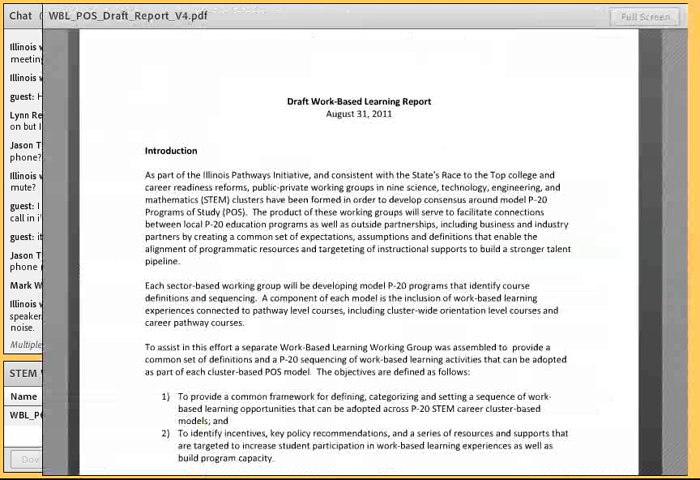 Chat
WBL_POS_Draft_Report_V4.pdf
Full Screen
Illinois
meeting
Illinois
guest:
Lynn Re
on but I
Jason T
phone?
Illinois
mute?
guest: I
call in
guest:
Jason T
phone
Mark W
Illinois
speaker
noise.
Multiple
STEM
Name
WBL_PO
Draft Work-Based Learning Report
August 31, 2011
Introduction
As part of the Illinois Pathways Initiative, and consistent with the State's Race to the Top college and
career readiness reforms, public-private working groups in nine science, technology, engineering, and
mathematics (STEM) clusters have been formed in order to develop consensus around model P-20
Programs of Study (POS).  The product of these working groups will serve to facilitate connections
between local P-20 education programs as well as outside partnerships, including business and industry
partners by creating a common set of expectations, assumptions and definitions that enable the
alignment of programmatic resources and targeteting of instructional supports to build a stronger talent
pipeline.
Each sector-based working group will be developing model P-20 programs that identify course
definitions and sequencing.  A component of each model is the inclusion of work-based learning
experiences connected to pathway level courses, including cluster-wide orientation level courses and
career pathway courses.
To assist in this effort a separate Work-Based Learning Working Group was assembled to  provide a
common set of definitions and a P-20 sequencing of work-based learning activities that can be adopted
as part of each cluster-based POS model.  The objectives are defined as follows:
1) To provide a common framework for defining, categorizing and setting a sequence of work-
based learning opportunities that can be adopted across P-20 STEM career cluster-based
models; and
2) To identify incentives, key policy recommendations, and a series of resources and supports that
are targeted to increase student participation in work-based learning experiences as well as
build program capacity.